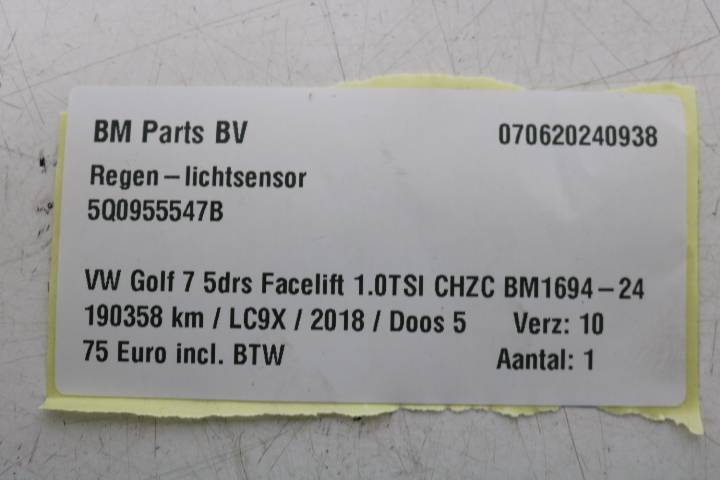 BM Parts BV 070620240938
Regen-lichtsensor
5Q0955547B
VW Golf 7 5drs Facelift 1.0TSI CHZC BM1694-24
190358 km / LC9X / 2018 / Doos 5 Verz: 10
75 Euro incl. BTW Aantal: 1